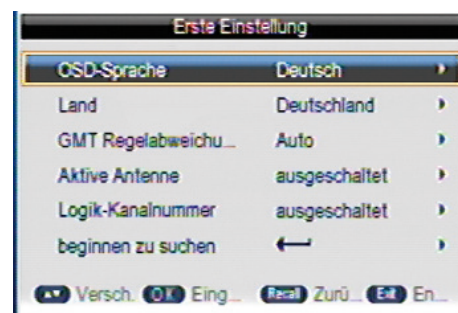 Erste Einstellung
OSD-Sprache Deutsch
Land Deutschland
GMT Regelabweichu... Auto
Aktive Antenne ausgeschaltet
Logik-Kanalnummer ausgeschaltet
beginnen zu suchen
Versch. OK Eing... Recall Zurü... Exit En...